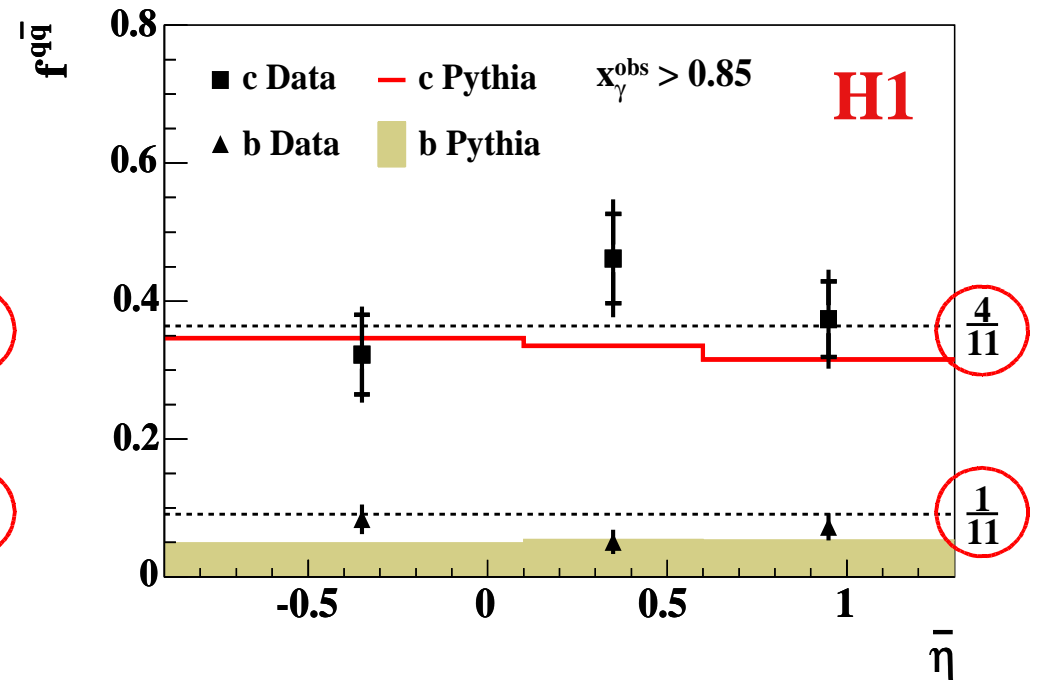 0.8
f^{qq̄}
c Data
c Pythia
x_γ^{obs} > 0.85
H1
b Data
b Pythia
0.6
0.4
4/11
0.2
1/11
0
-0.5 0 0.5 1
η̄